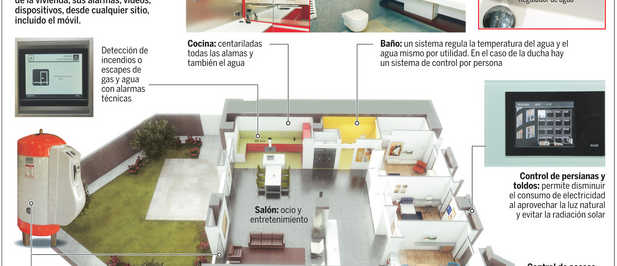 de la vivienda, sus alarmas, vídeos,
dispositivos, desde cualquier sitio,
incluido el móvil.
Regulador de agua
Cocina: centariladas
todas las alamas y
también el agua
Baño: un sistema regula la temperatura del agua y el
agua mismo por utilidad. En el caso de la ducha hay
un sistema de control por persona
Detección de
incendios o
escapes de
gas y agua
con alarmas
técnicas
Control de persianas y
toldos: permite disminuir
el consumo de electricidad
al aprovechar la luz natural
y evitar la radiación solar
Salón: ocio y
entretenimiento